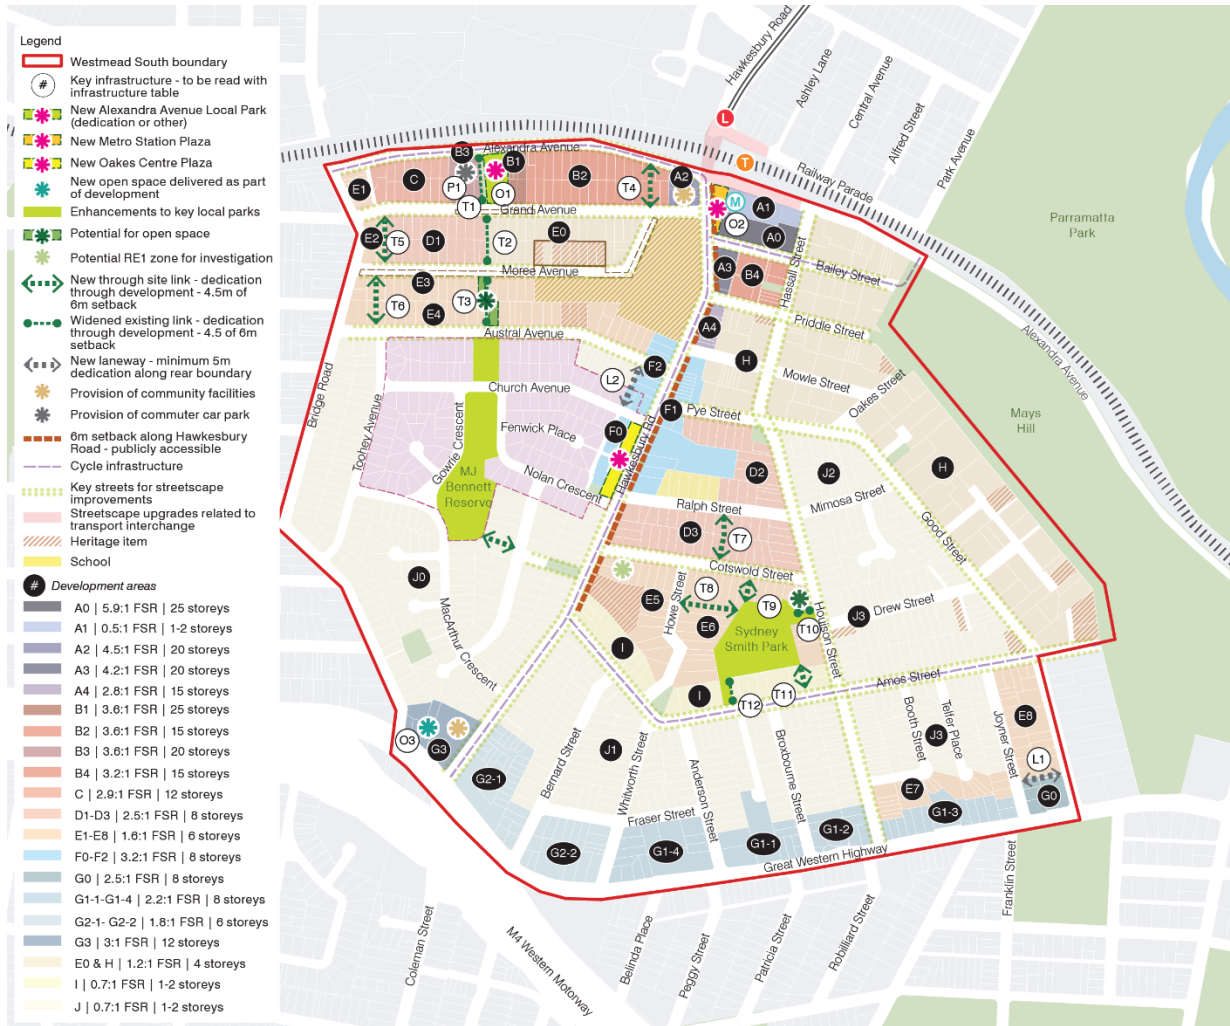 Legend
Westmead South boundary
#
Key infrastructure - to be read with
infrastructure table
New Alexandra Avenue Local Park
(dedication or other)
New Metro Station Plaza
New Oakes Centre Plaza
New open space delivered as part
of development
Enhancements to key local parks
Potential for open space
Potential RE1 zone for investigation
New through site link - dedication
through development - 4.5m of
6m setback
Widened existing link - dedication
through development - 4.5 of 6m
setback
New laneway - minimum 5m
dedication along rear boundary
Provision of community facilities
Provision of commuter car park
6m setback along Hawkesbury
Road - publicly accessible
Cycle infrastructure
Key streets for streetscape
improvements
Streetscape upgrades related to
transport interchange
Heritage item
School
# Development areas
A0 | 5.9:1 FSR | 25 storeys
A1 | 0.5:1 FSR | 1-2 storeys
A2 | 4.5:1 FSR | 20 storeys
A3 | 4.2:1 FSR | 20 storeys
A4 | 2.8:1 FSR | 15 storeys
B1 | 3.6:1 FSR | 25 storeys
B2 | 3.6:1 FSR | 15 storeys
B3 | 3.6:1 FSR | 20 storeys
B4 | 3.2:1 FSR | 15 storeys
C | 2.9:1 FSR | 12 storeys
D1-D3 | 2.5:1 FSR | 8 storeys
E1-E8 | 1.6:1 FSR | 6 storeys
F0-F2 | 3.2:1 FSR | 8 storeys
G0 | 2.5:1 FSR | 8 storeys
G1-1-G1-4 | 2.2:1 FSR | 8 storeys
G2-1- G2-2 | 1.8:1 FSR | 6 storeys
G3 | 3:1 FSR | 12 storeys
E0 & H | 1.2:1 FSR | 4 storeys
I | 0.7:1 FSR | 1-2 storeys
J | 0.7:1 FSR | 1-2 storeys
Hawkesbury Road
Ashley Lane
Central Avenue
Alfred Street
Park Avenue
L
T
Railway Parade
Alexandra Avenue
B3
B1
B2
C
E1
P1
O1
T4
A2
T1
Grand Avenue
M
A1
O2
A0
Parramatta
Park
E2
T5
D1
T2
E0
Hassall Street
Bailey Street
Moree Avenue
A3
B4
E3
T6
E4
T3
Austral Avenue
A4
Priddle Street
Alexandra Avenue
H
F2
L2
Church Avenue
Mowle Street
Oakes Street
Bridge Road
Toohey Avenue
Gowrie Crescent
Fenwick Place
F1
Pye Street
F0
Mays
Hill
Hawkesbury Rd
MJ
Bennett
Reserve
Nolan Crescent
D2
J2
H
Mimosa Street
Ralph Street
Good Street
D3
T7
Cotswold Street
J0
MacArthur Crescent
E5
Howe Street
T8
T9
E6
Sydney
Smith Park
T10
Houison Street
J3
Drew Street
I
Amos Street
I
T11
T12
Booth Street
Telfer Place
J3
Joyner Street
E8
O3
G3
G2-1
Bernard Street
J1
Whitworth Street
Anderson Street
Broxbourne Street
L1
E7
G0
Fraser Street
G1-3
G1-2
G1-1
G1-4
G2-2
Great Western Highway
Coleman Street
M4 Western Motorway
Belinda Place
Peggy Street
Patricia Street
Robilliard Street
Franklin Street